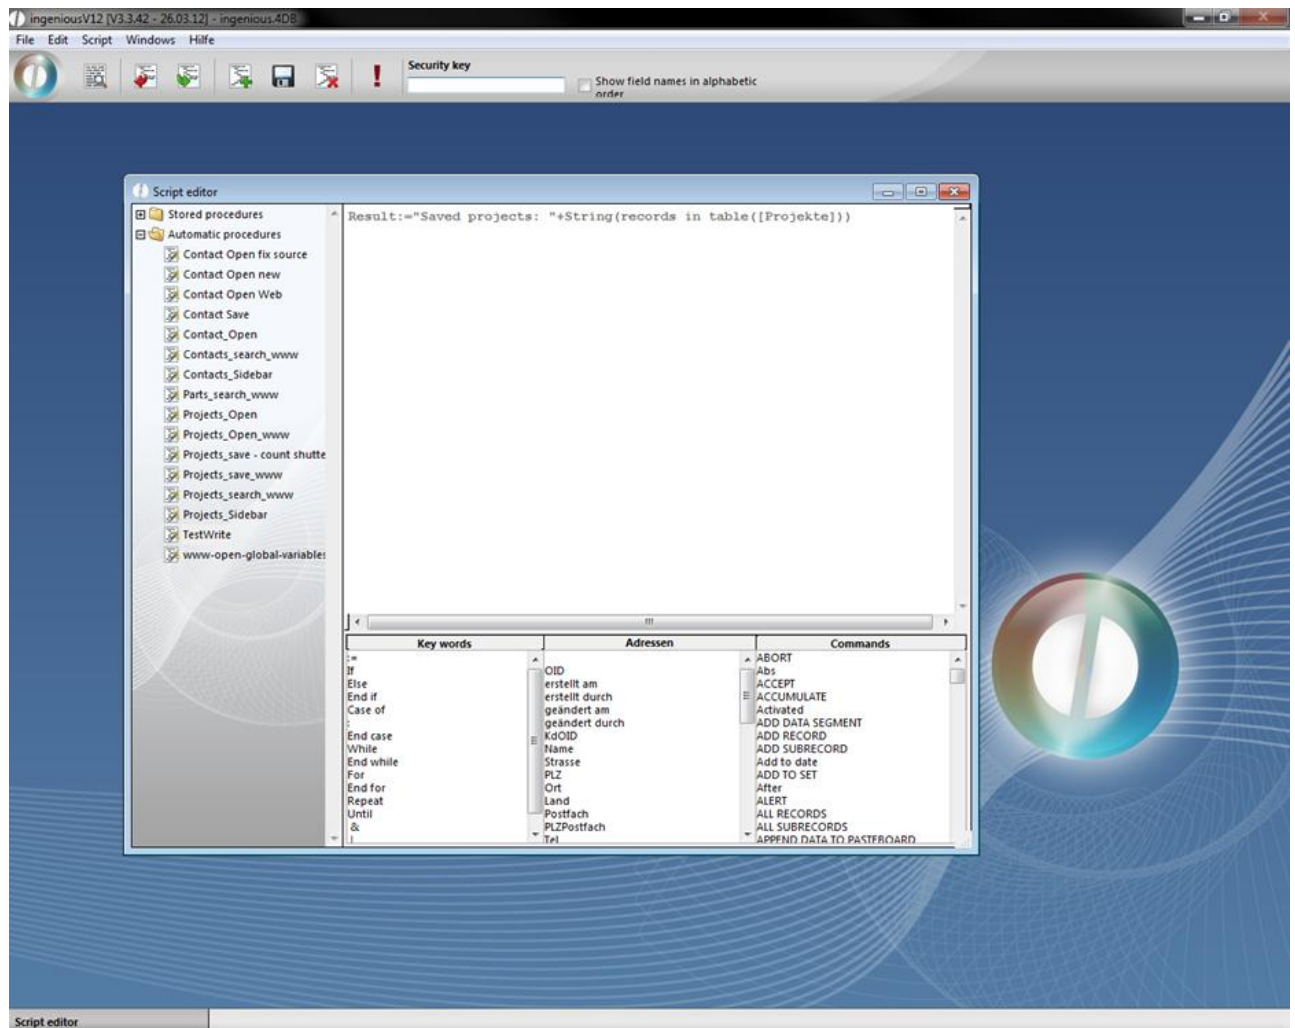 ingeniousV12 [V3.3.42 - 26.03.12] - ingenious.4DB
File Edit Script Windows Hilfe
Security key
Show field names in alphabetic
order
Script editor
Stored procedures
Automatic procedures
Contact Open fix source
Contact Open new
Contact Open Web
Contact Save
Contact_Open
Contacts_search_www
Contacts_Sidebar
Parts_search_www
Projects_Open
Projects_Open_www
Projects_save - count shutte
Projects_save_www
Projects_search_www
Projects_Sidebar
TestWrite
www-open-global-variables
Result:="Saved projects: "+String(records in table([Projekte]))
Key words
:=
If
Else
End if
Case of
:
End case
While
End while
For
End for
Repeat
Until
&
|
Adressen
OID
erstellt am
erstellt durch
geändert am
geändert durch
KdOID
Name
Strasse
PLZ
Ort
Land
Postfach
PLZPostfach
Tel
Commands
ABORT
Abs
ACCEPT
ACCUMULATE
Activated
ADD DATA SEGMENT
ADD RECORD
ADD SUBRECORD
Add to date
ADD TO SET
After
ALERT
ALL RECORDS
ALL SUBRECORDS
APPEND DATA TO PASTEBOARD
Script editor